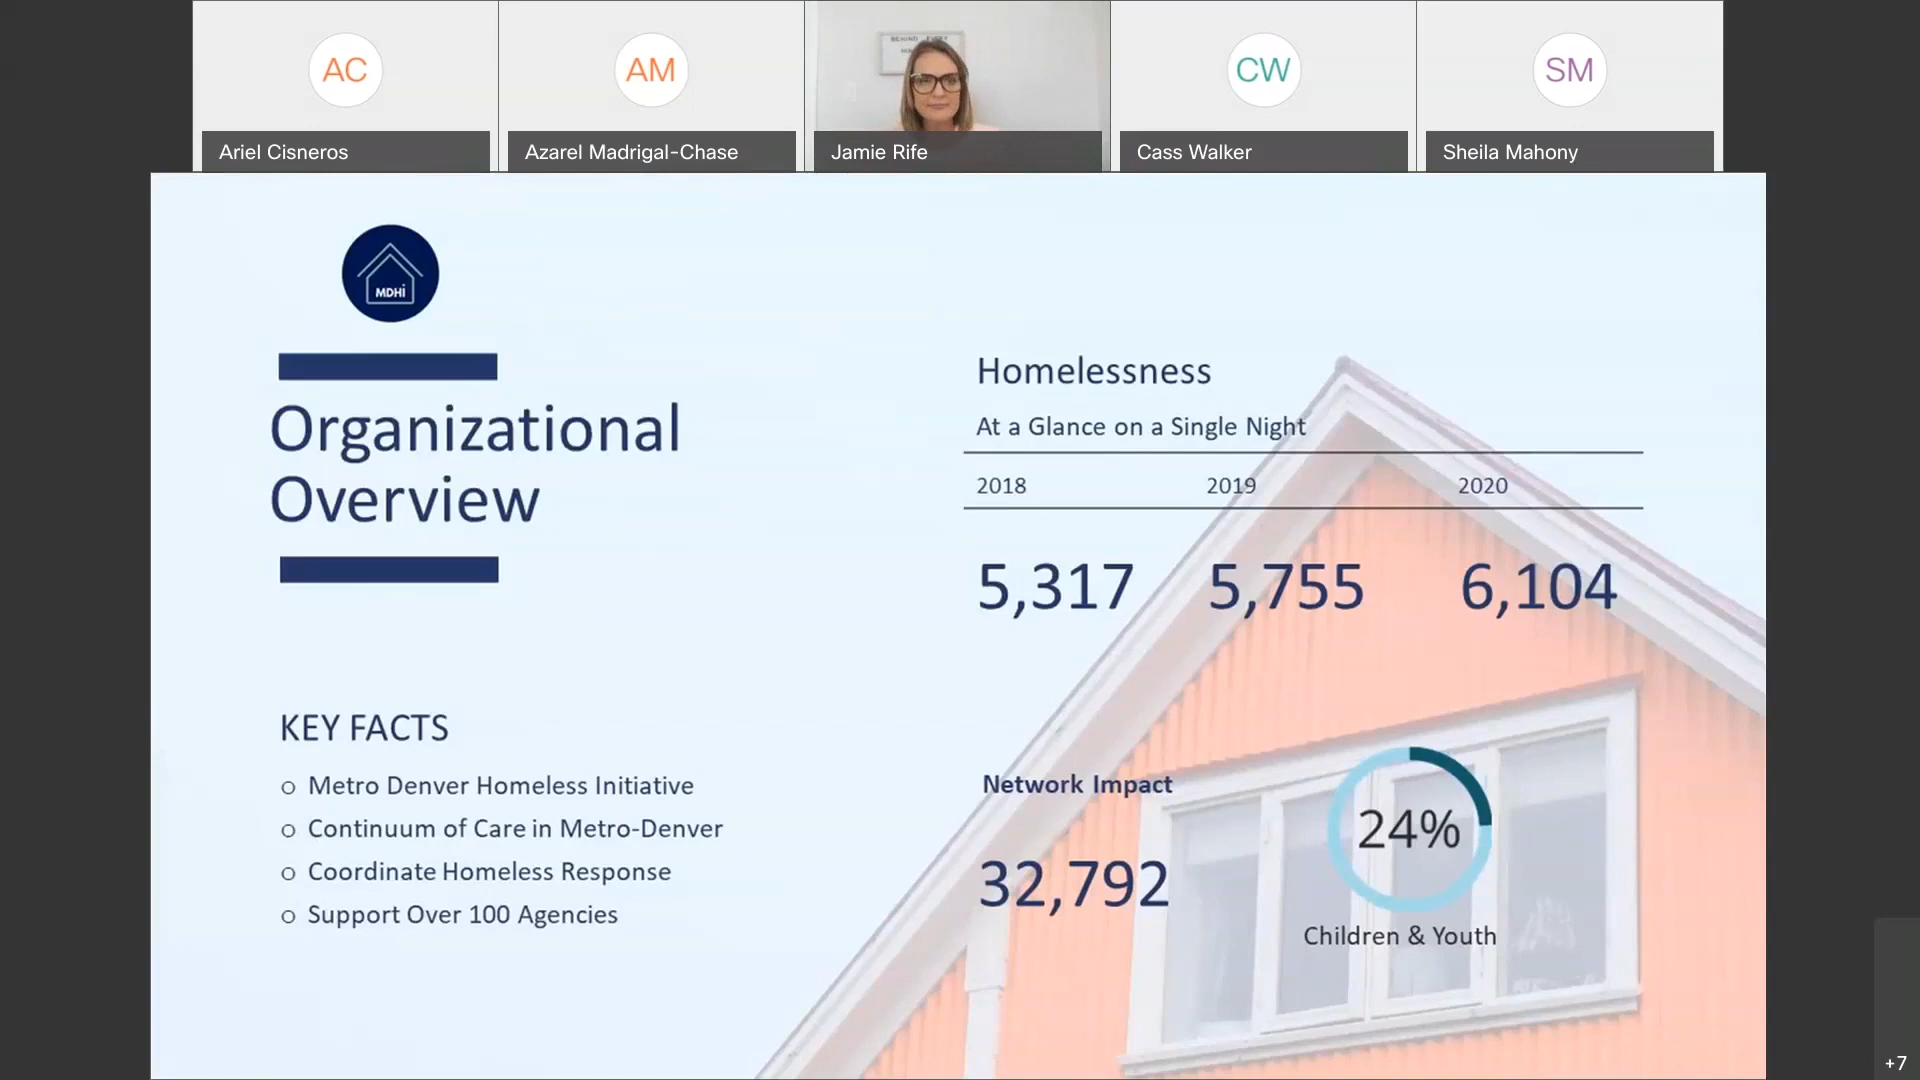 AC
AM
BEHIND EVERY
CW
SM
Ariel Cisneros
Azarel Madrigal-Chase
Jamie Rife
Cass Walker
Sheila Mahony
MDHi
Organizational
Overview
Homelessness
At a Glance on a Single Night
2018 2019 2020
5,317 5,755 6,104
KEY FACTS
o Metro Denver Homeless Initiative
o Continuum of Care in Metro-Denver
o Coordinate Homeless Response
o Support Over 100 Agencies
Network Impact
32,792
24%
Children & Youth
+7